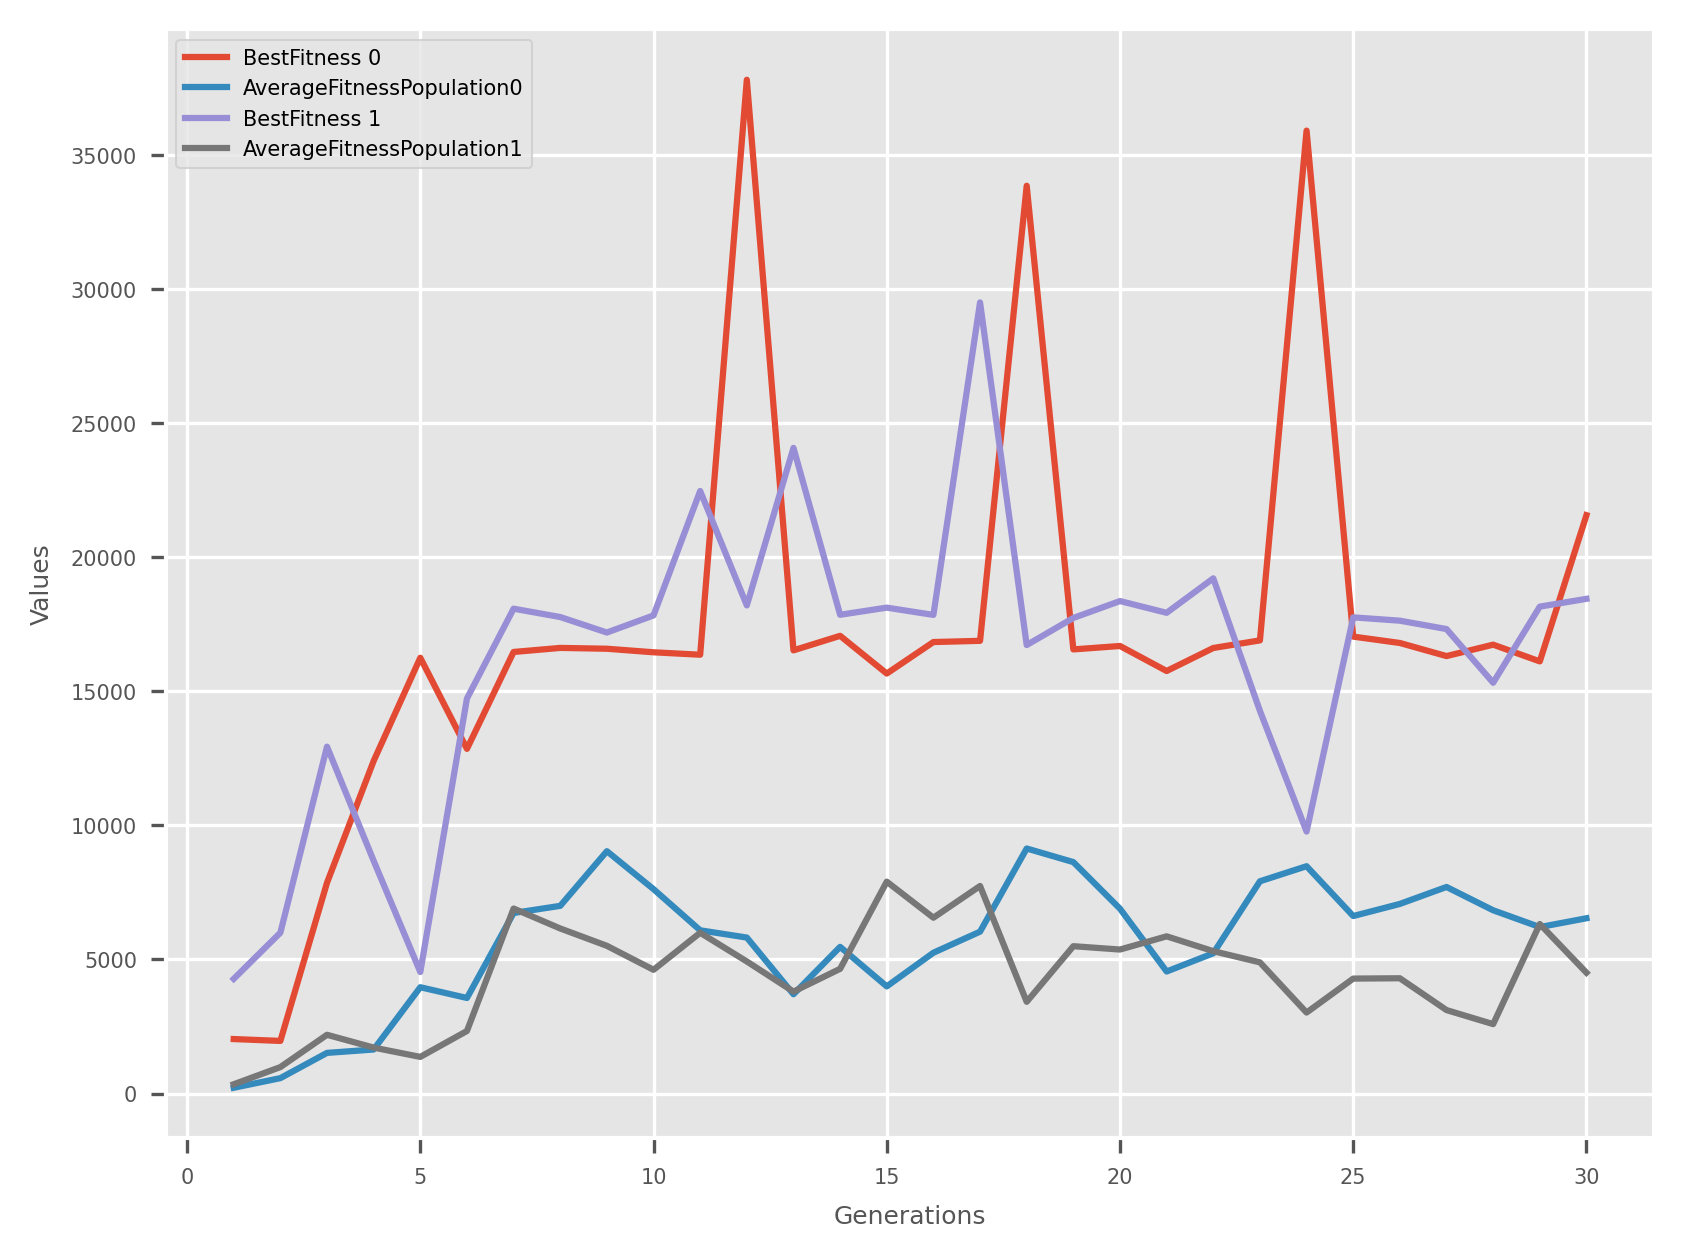 BestFitness 0
AverageFitnessPopulation0
BestFitness 1
AverageFitnessPopulation1
35000
30000
25000
20000
15000
10000
5000
0
Values
0 5 10 15 20 25 30
Generations